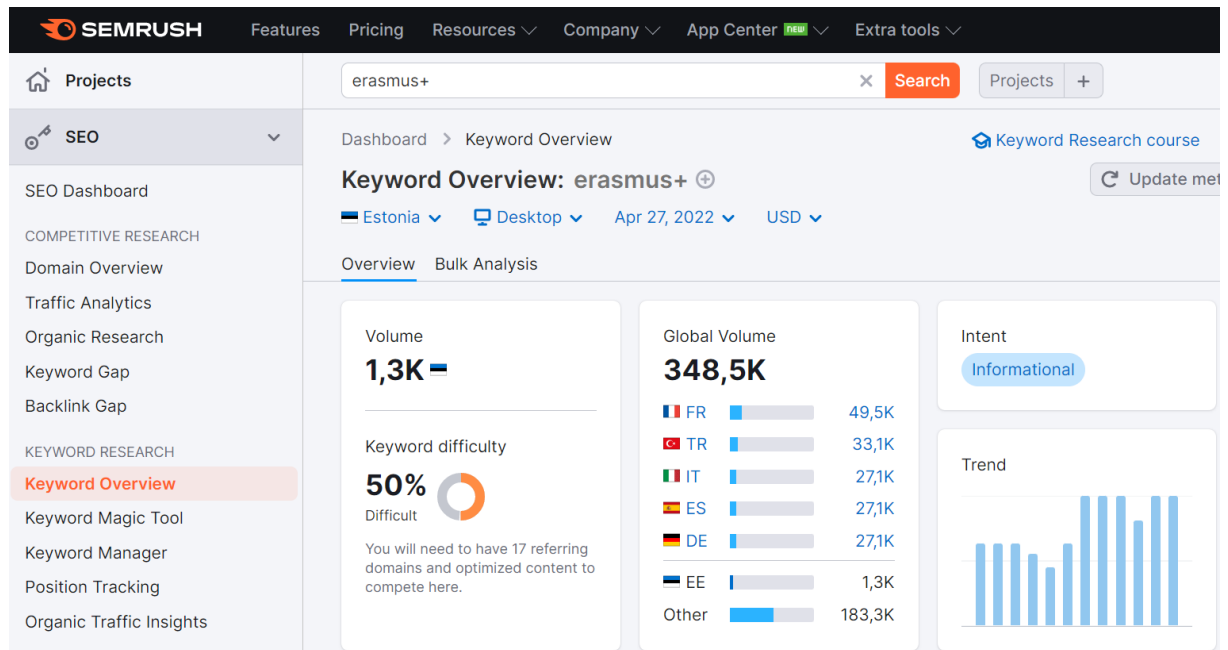 SEMRUSH Features Pricing Resources Company App Center NEW Extra tools
Projects
erasmus+ Search Projects +
SEO
Dashboard Keyword Overview Keyword Research course
SEO Dashboard
Keyword Overview: erasmus+ Update met
Estonia Desktop Apr 27, 2022 USD
COMPETITIVE RESEARCH
Domain Overview
Traffic Analytics
Organic Research
Keyword Gap
Backlink Gap
KEYWORD RESEARCH
Keyword Overview
Keyword Magic Tool
Keyword Manager
Position Tracking
Organic Traffic Insights
Overview Bulk Analysis
Volume
1,3K
Keyword difficulty
50%
Difficult
You will need to have 17 referring
domains and optimized content to
compete here.
Global Volume
348,5K
FR 49,5K
TR 33,1K
IT 27,1K
ES 27,1K
DE 27,1K
EE 1,3K
Other 183,3K
Intent
Informational
Trend